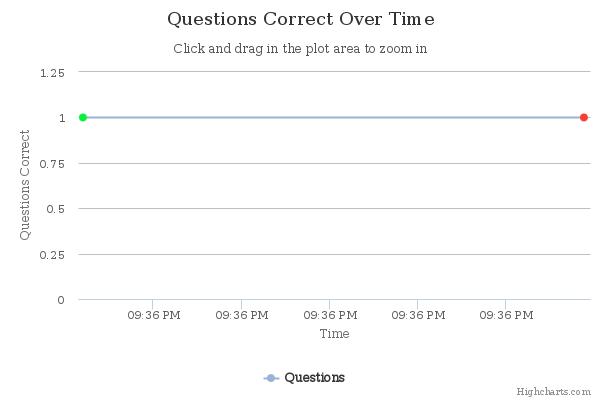 Questions Correct Over Time
Click and drag in the plot area to zoom in
Questions Correct
1.25
1
0.75
0.5
0.25
0
09:36 PM 09:36 PM 09:36 PM 09:36 PM 09:36 PM
Time
Questions
Highcharts.com